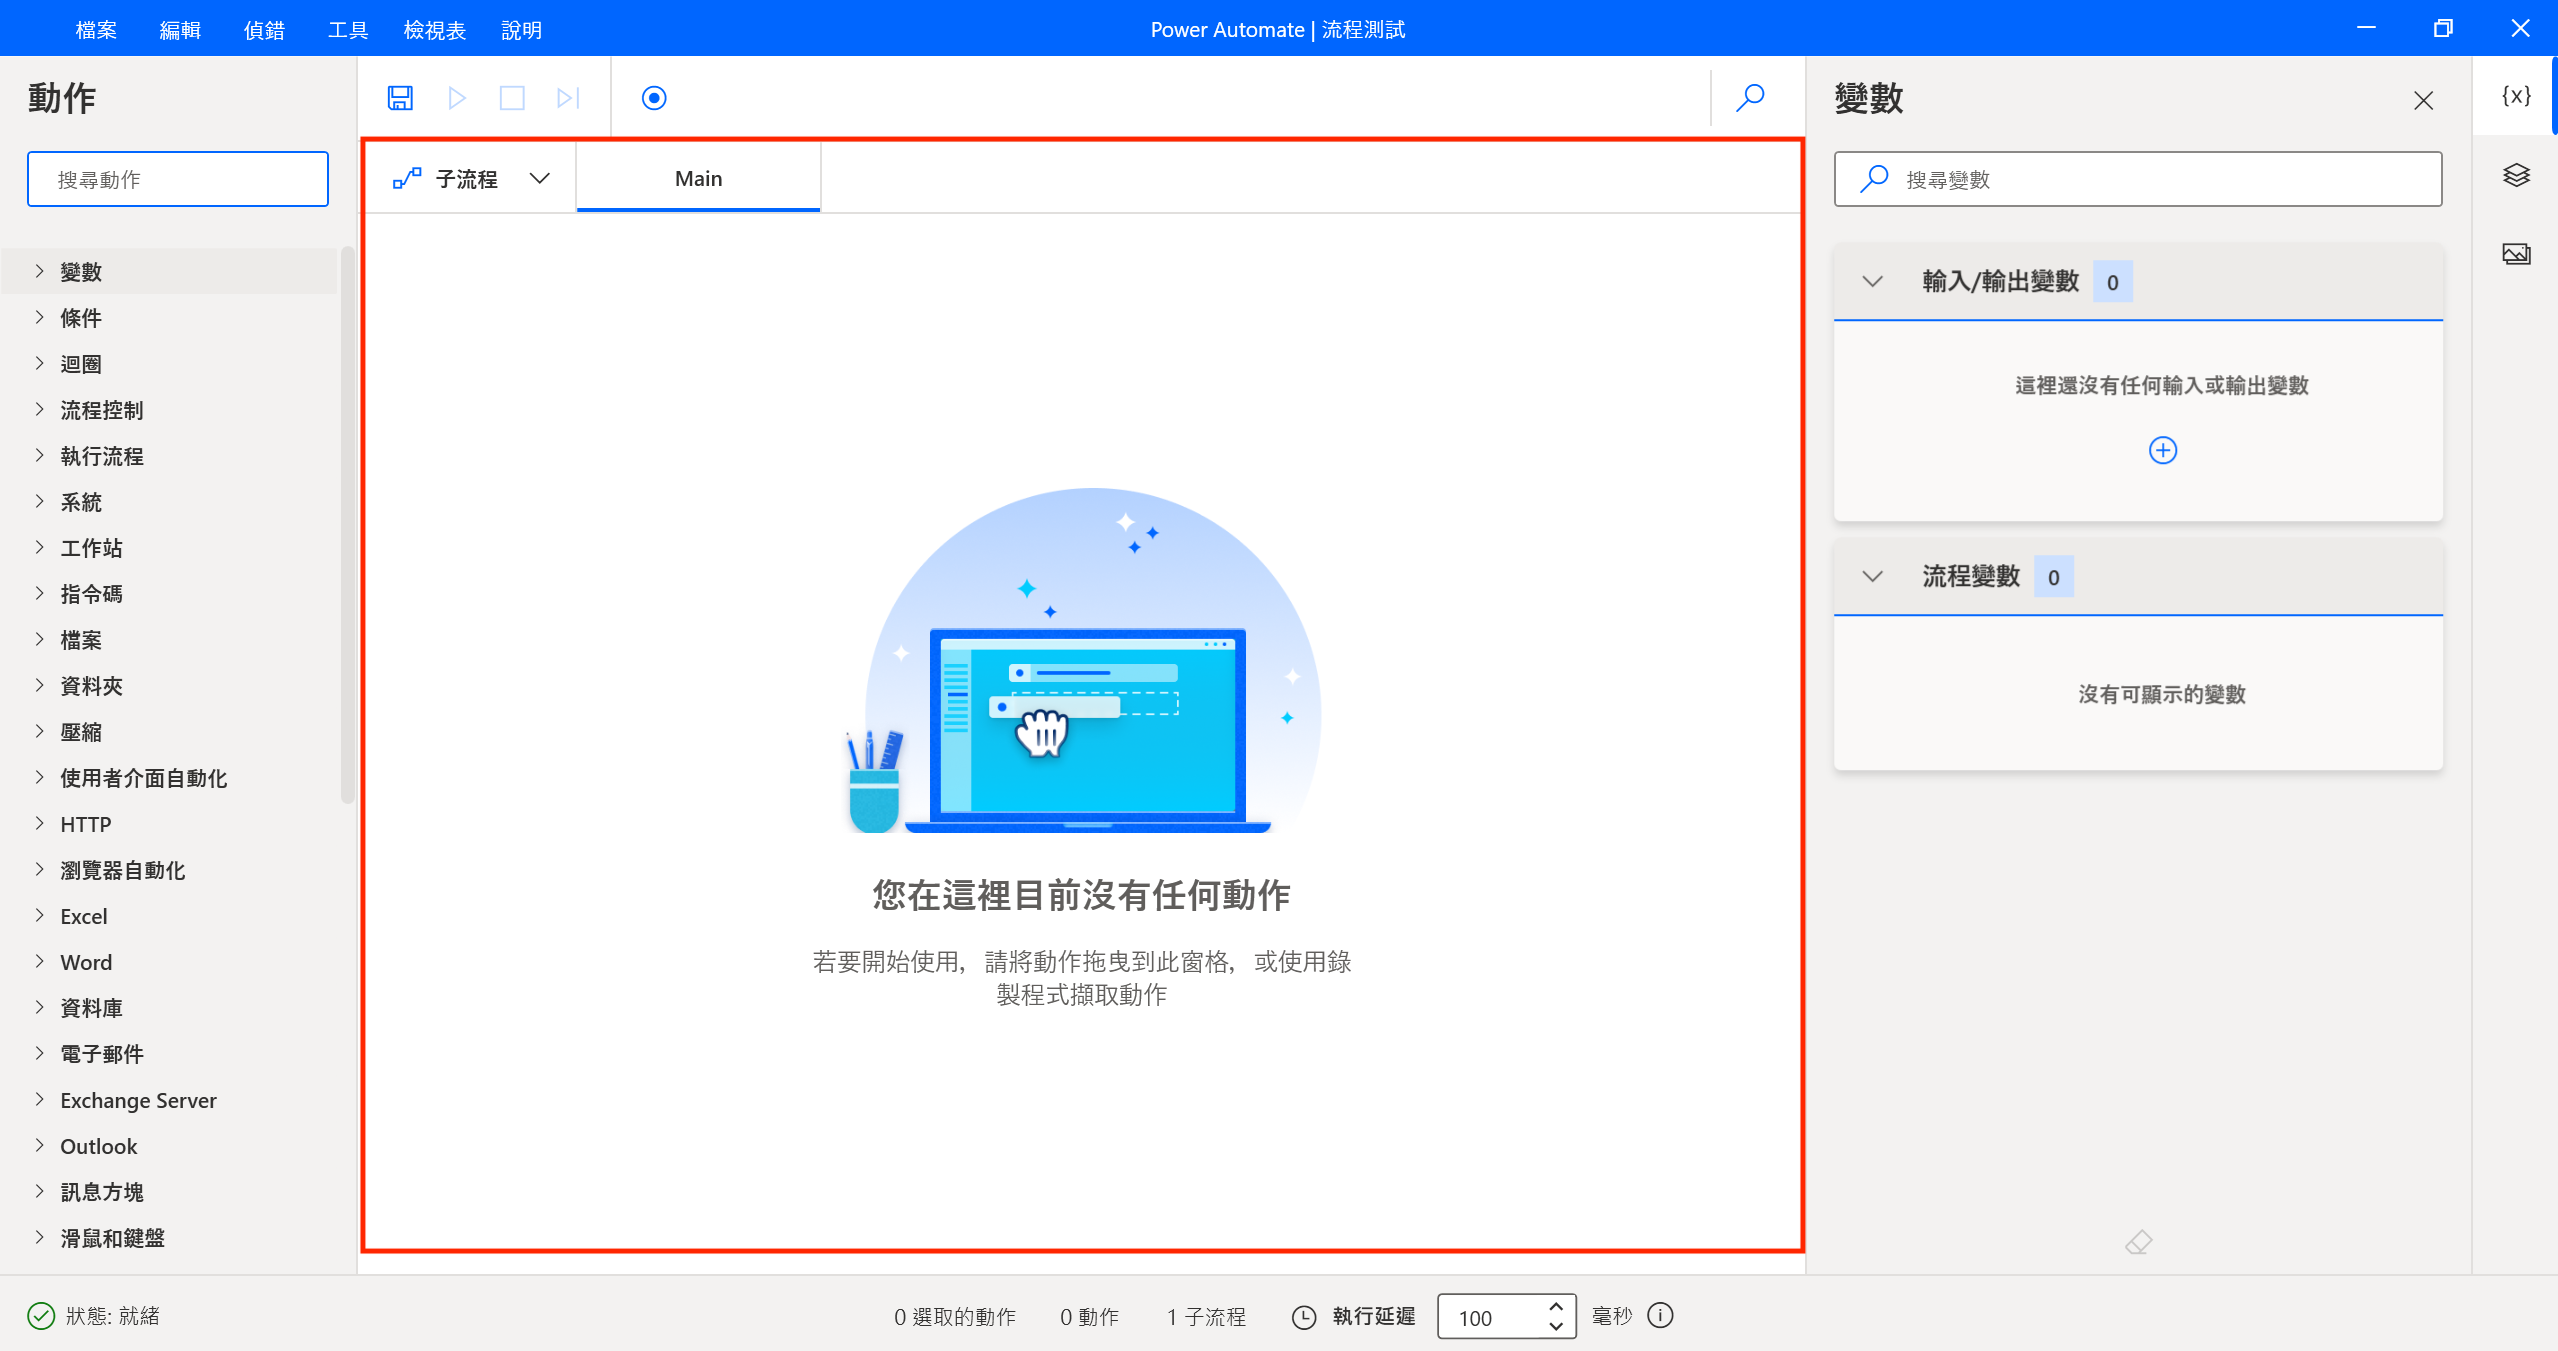 檔案 編輯 偵錯 工具 檢視表 說明
Power Automate | 流程測試
動作
搜尋動作
變數
條件
迴圈
流程控制
執行流程
系統
工作站
指令碼
檔案
資料夾
壓縮
使用者介面自動化
HTTP
瀏覽器自動化
Excel
Word
資料庫
電子郵件
Exchange Server
Outlook
訊息方塊
滑鼠和鍵盤
子流程
Main
您在這裡目前沒有任何動作
若要開始使用，請將動作拖曳到此窗格，或使用錄
製程式擷取動作
變數
{x}
搜尋變數
輸入/輸出變數 0
這裡還沒有任何輸入或輸出變數
流程變數 0
沒有可顯示的變數
狀態: 就緒
0 選取的動作
0 動作
1 子流程
執行延遲
100
毫秒